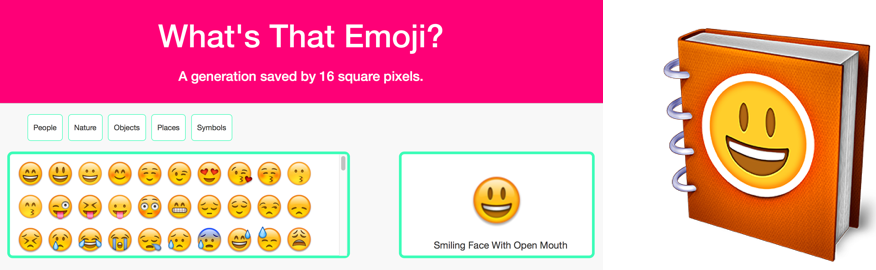 What's That Emoji?
A generation saved by 16 square pixels.
People Nature Objects Places Symbols
Smiling Face With Open Mouth